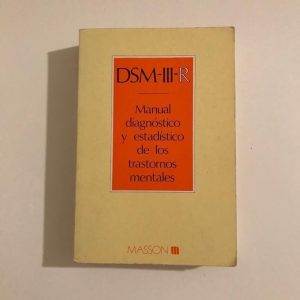 DSM-III-R
Manual
diagnóstico
y estadístico
de los
trastornos
mentales
MASSON